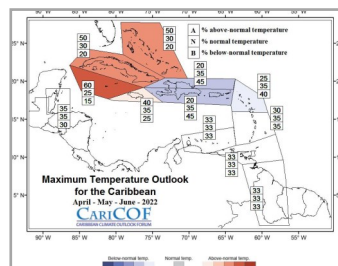 A % above-normal temperature
N % normal temperature
B % below-normal temperature
50
30
20
50
30
20
25°N
20°N
15°N
10°N
5°N
0°
20
35
45
25
35
40
60
25
15
40
35
25
20
35
45
30
35
35
35
35
30
33
33
33
33
33
33
33
33
33
33
33
33
Maximum Temperature Outlook
for the Caribbean
April - May - June - 2022
CARICOF
CARIBBEAN CLIMATE OUTLOOK FORUM
90°W 85°W 80°W 75°W 70°W 65°W 60°W 55°W
Below-normal temp. Normal temp. Above-normal temp.